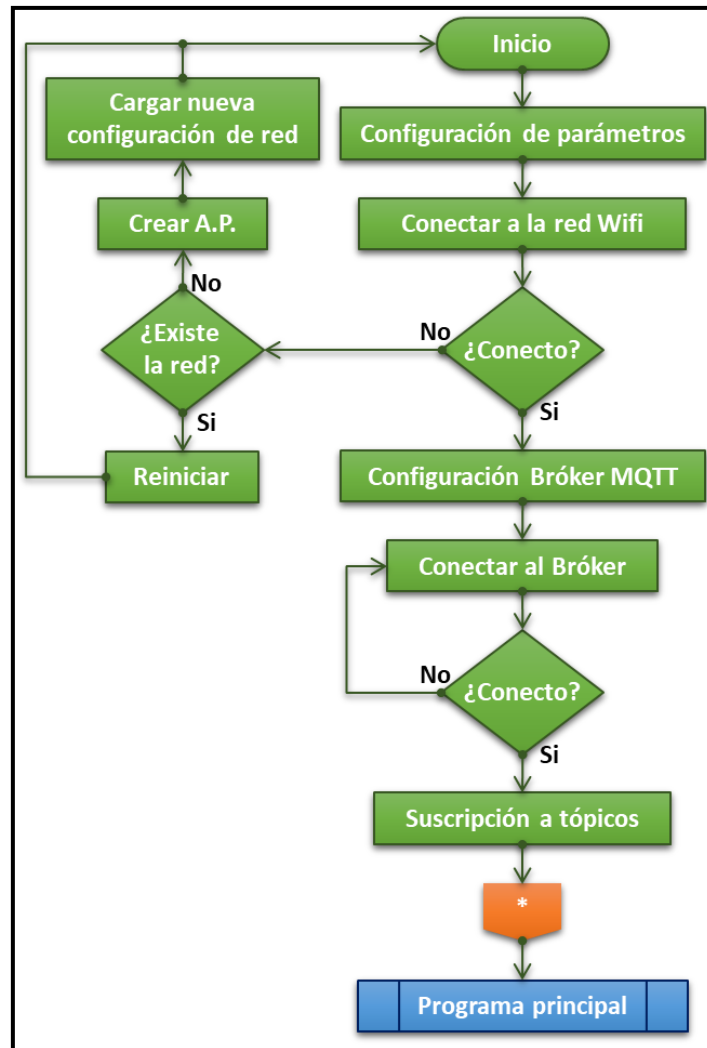 Inicio
Cargar nueva
configuración de red
Configuración de parámetros
Crear A.P.
Conectar a la red Wifi
No
¿Existe
la red?
No
¿Conecto?
Si
Si
Reiniciar
Configuración Bróker MQTT
Conectar al Bróker
No
¿Conecto?
Si
Suscripción a tópicos
*
Programa principal